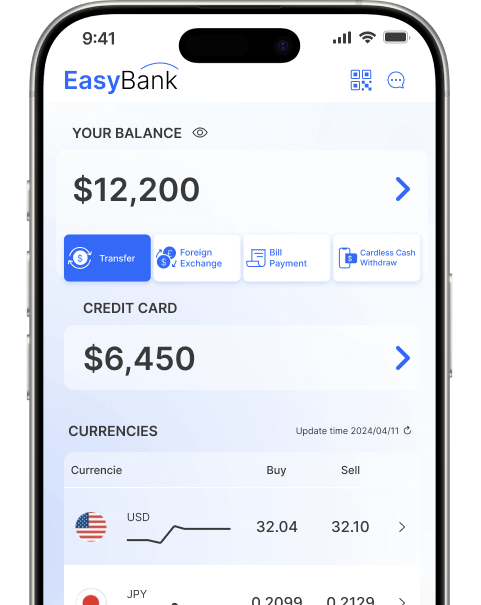 9:41
EasyBank
YOUR BALANCE
$12,200
Transfer
Foreign
Exchange
Bill
Payment
Cardless Cash
Withdraw
CREDIT CARD
$6,450
CURRENCIES
Update time 2024/04/11
Currencie Buy Sell
USD
32.04 32.10
JPY
0.2099 0.2129